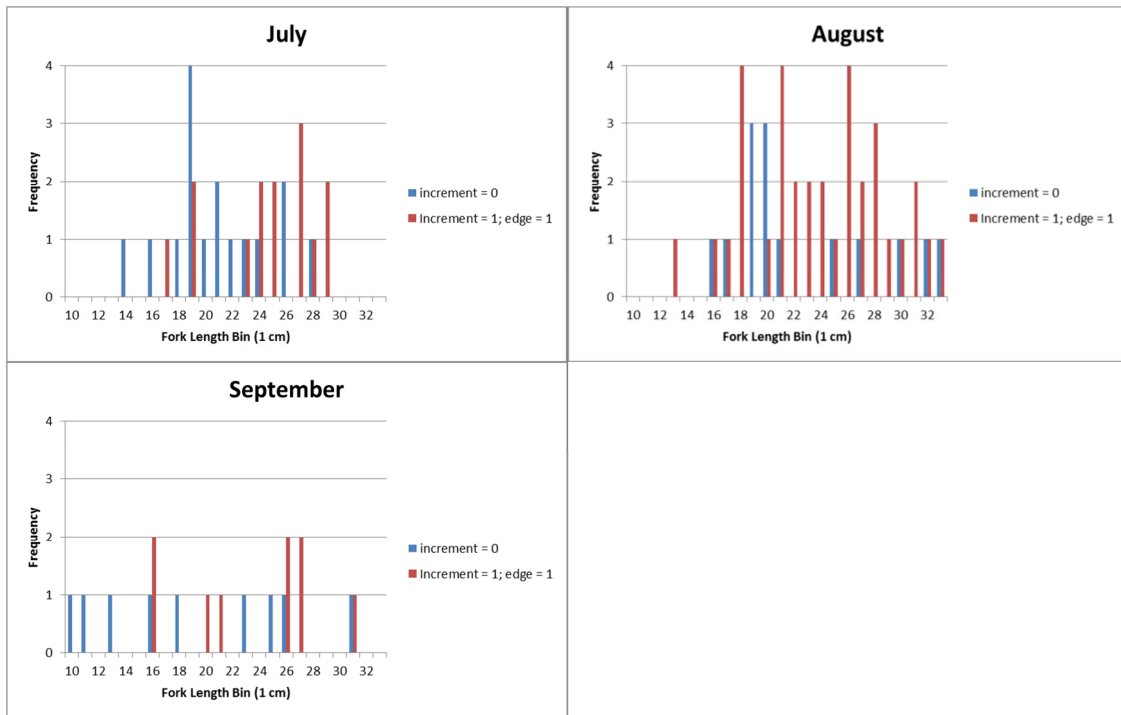 July
4
3
2
1
0
Frequency
10 12 14 16 18 20 22 24 26 28 30 32
Fork Length Bin (1 cm)
increment = 0
Increment = 1; edge = 1
August
4
3
2
1
0
Frequency
10 12 14 16 18 20 22 24 26 28 30 32
Fork Length Bin (1 cm)
increment = 0
Increment = 1; edge = 1
September
4
3
2
1
0
Frequency
10 12 14 16 18 20 22 24 26 28 30 32
Fork Length Bin (1 cm)
increment = 0
Increment = 1; edge = 1